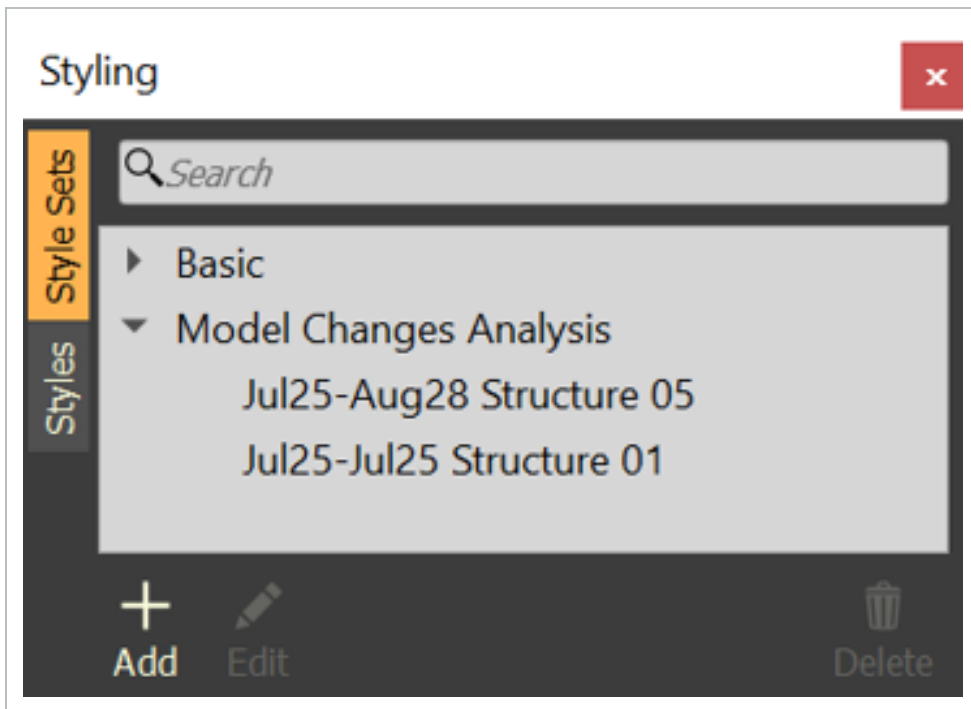 Styling
x
Style Sets
Styles
Search
Basic
Model Changes Analysis
Jul25-Aug28 Structure 05
Jul25-Jul25 Structure 01
Add
Edit
Delete